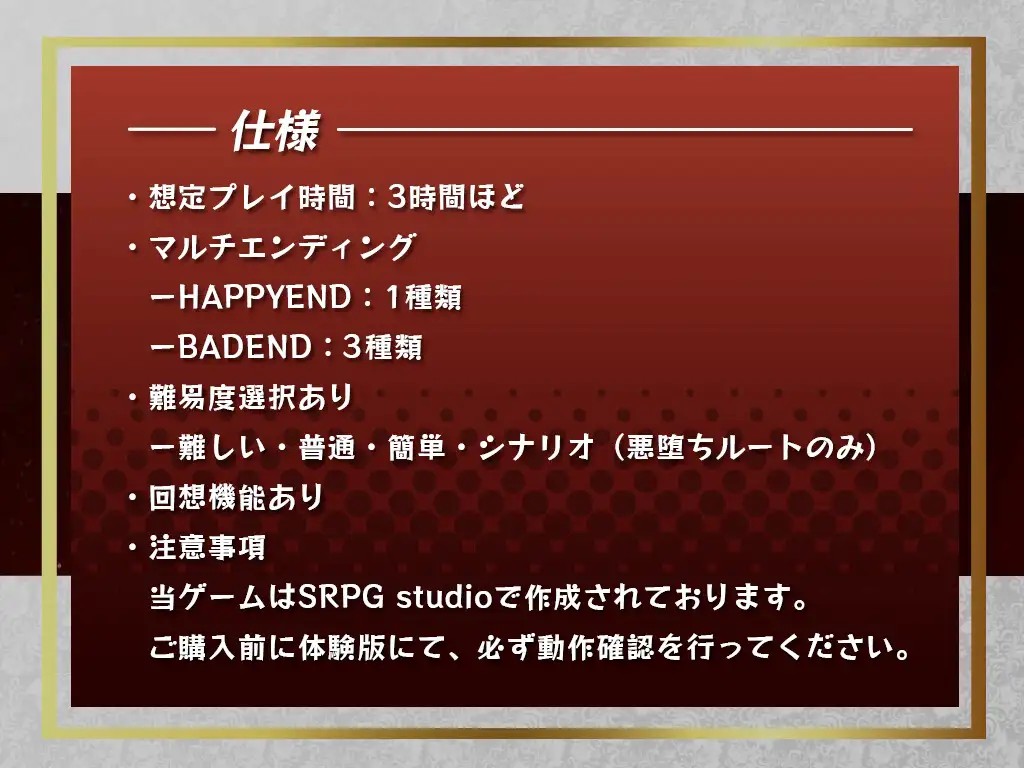 仕様
・想定プレイ時間：3時間ほど
・マルチエンディング
ーHAPPYEND：1種類
ーBADEND：3種類
・難易度選択あり
ー難しい・普通・簡単・シナリオ（悪堕ちルートのみ）
・回想機能あり
・注意事項
当ゲームはSRPG studioで作成されております。
ご購入前に体験版にて、必ず動作確認を行ってください。